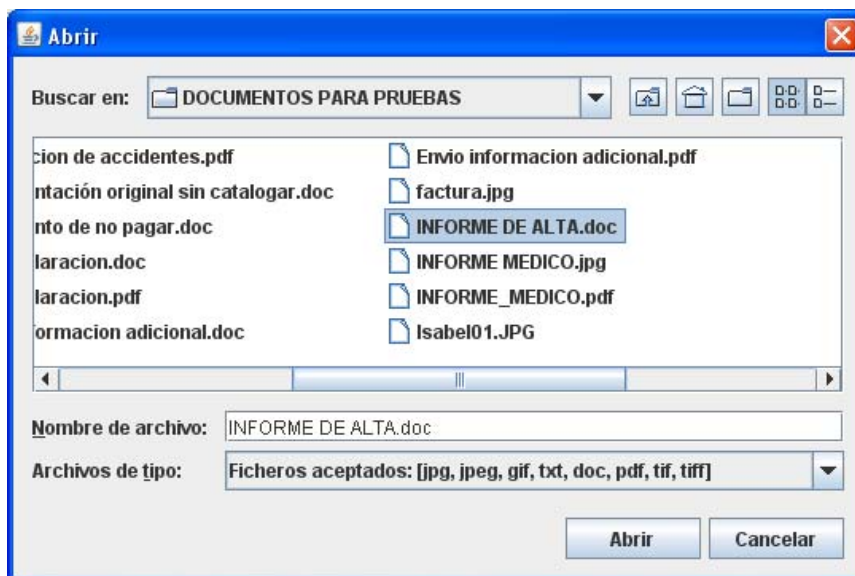 Abrir
Buscar en: DOCUMENTOS PARA PRUEBAS
cion de accidentes.pdf
ntación original sin catalogar.doc
nto de no pagar.doc
laracion.doc
laracion.pdf
formacion adicional.doc
Envio informacion adicional.pdf
factura.jpg
INFORME DE ALTA.doc
INFORME MEDICO.jpg
INFORME_MEDICO.pdf
Isabel01.JPG
Nombre de archivo: INFORME DE ALTA.doc
Archivos de tipo: Ficheros aceptados: [jpg, jpeg, gif, txt, doc, pdf, tif, tiff]
Abrir Cancelar